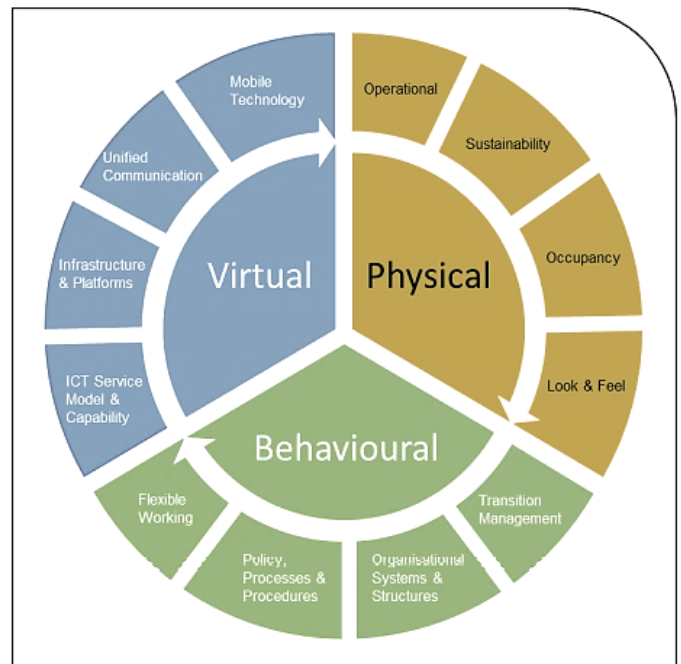 Mobile
Technology
Operational
Unified
Communication
Sustainability
Infrastructure
& Platforms
Virtual
Physical
Occupancy
ICT Service
Model &
Capability
Look & Feel
Behavioural
Flexible
Working
Transition
Management
Policy,
Processes &
Procedures
Organisational
Systems &
Structures